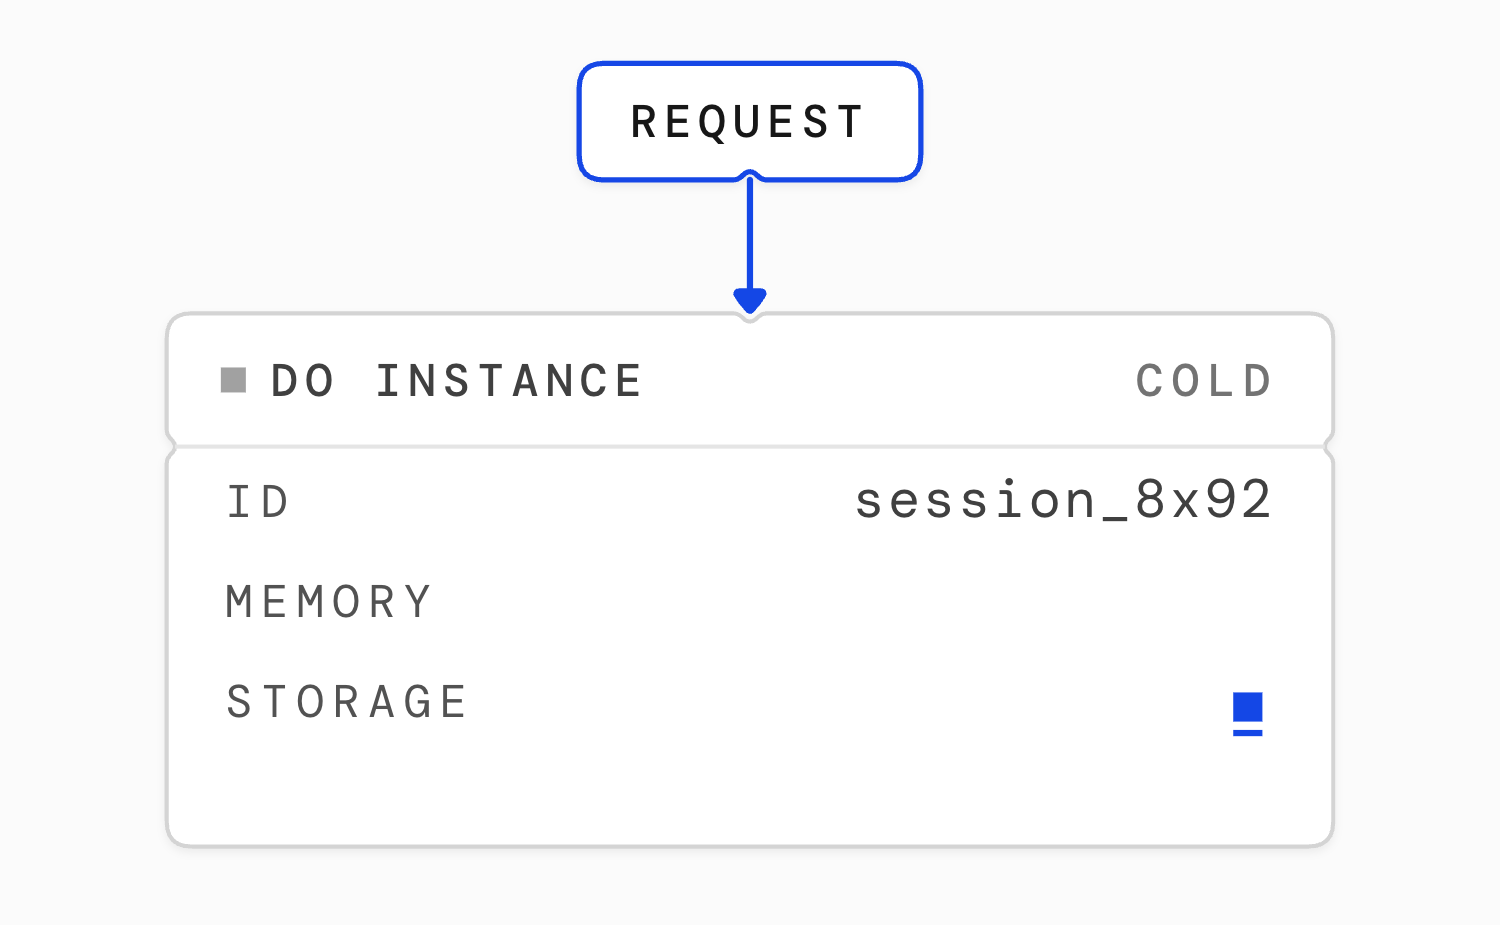 REQUEST
DO INSTANCE COLD
ID session_8x92
MEMORY
STORAGE